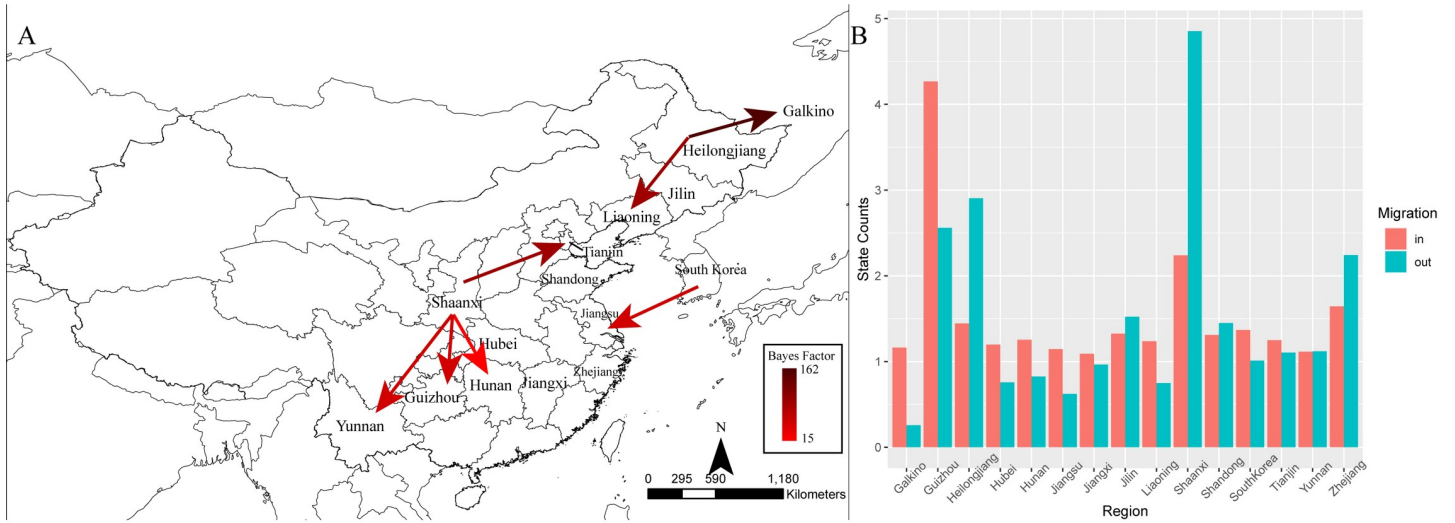 A
Galkino
Heilongjiang
Jilin
Liaoning
Tianjin
Shandong
South Korea
Shaanxi
Jiangsu
Hubei
Zhejiang
Hunan
Jiangxi
Guizhou
Yunnan
Bayes Factor
162
15
N
0 295 590 1,180
Kilometers
B
State Counts
5
4
3
2
1
0
Galkino
Guizhou
Heilongjiang
Hubei
Hunan
Jiangsu
Jiangxi
Jilin
Liaoning
Shaanxi
Shandong
SouthKorea
Tianjin
Yunnan
Zhejiang
Region
Migration
in
out